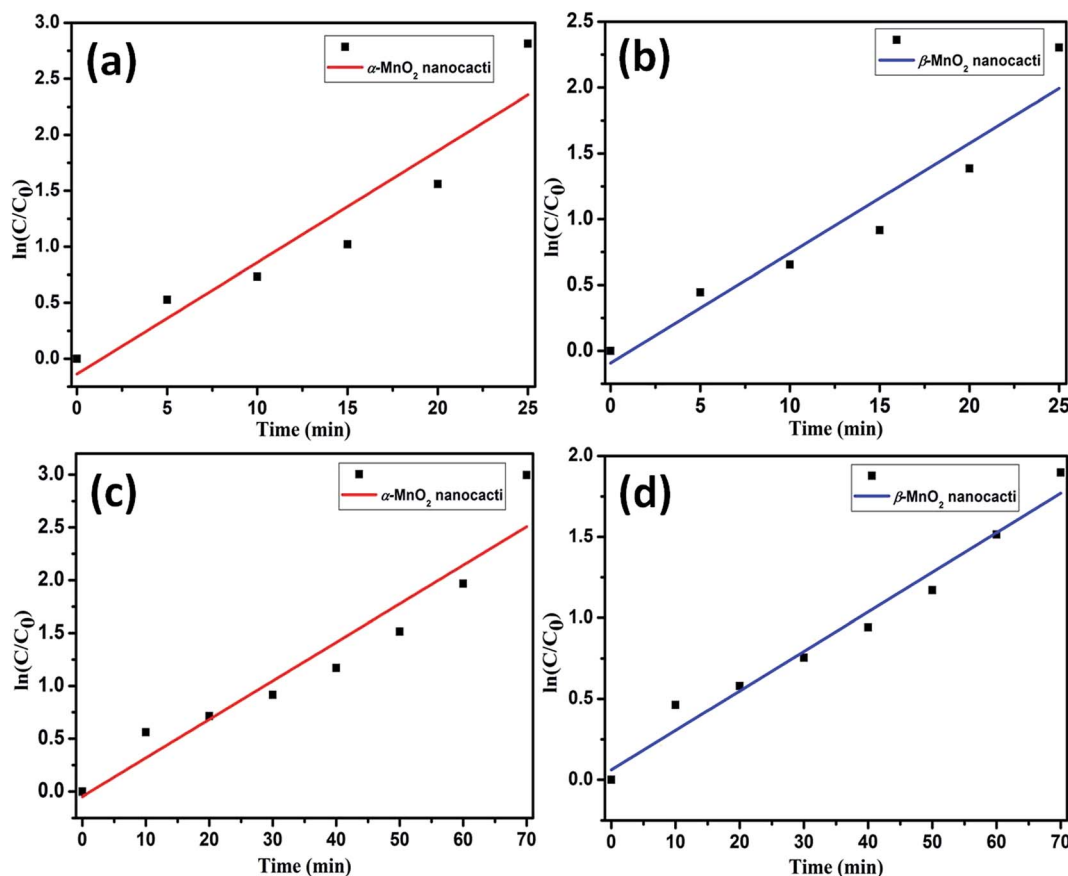 (a)
α-MnO2 nanocacti
ln(C/C0)
3.0
2.5
2.0
1.5
1.0
0.5
0.0
0 5 10 15 20 25
Time (min)
(b)
β-MnO2 nanocacti
ln(C/C0)
2.5
2.0
1.5
1.0
0.5
0.0
0 5 10 15 20 25
Time (min)
(c)
α-MnO2 nanocacti
ln(C/C0)
3.0
2.5
2.0
1.5
1.0
0.5
0.0
0 10 20 30 40 50 60 70
Time (min)
(d)
β-MnO2 nanocacti
ln(C/C0)
2.0
1.5
1.0
0.5
0.0
0 10 20 30 40 50 60 70
Time (min)